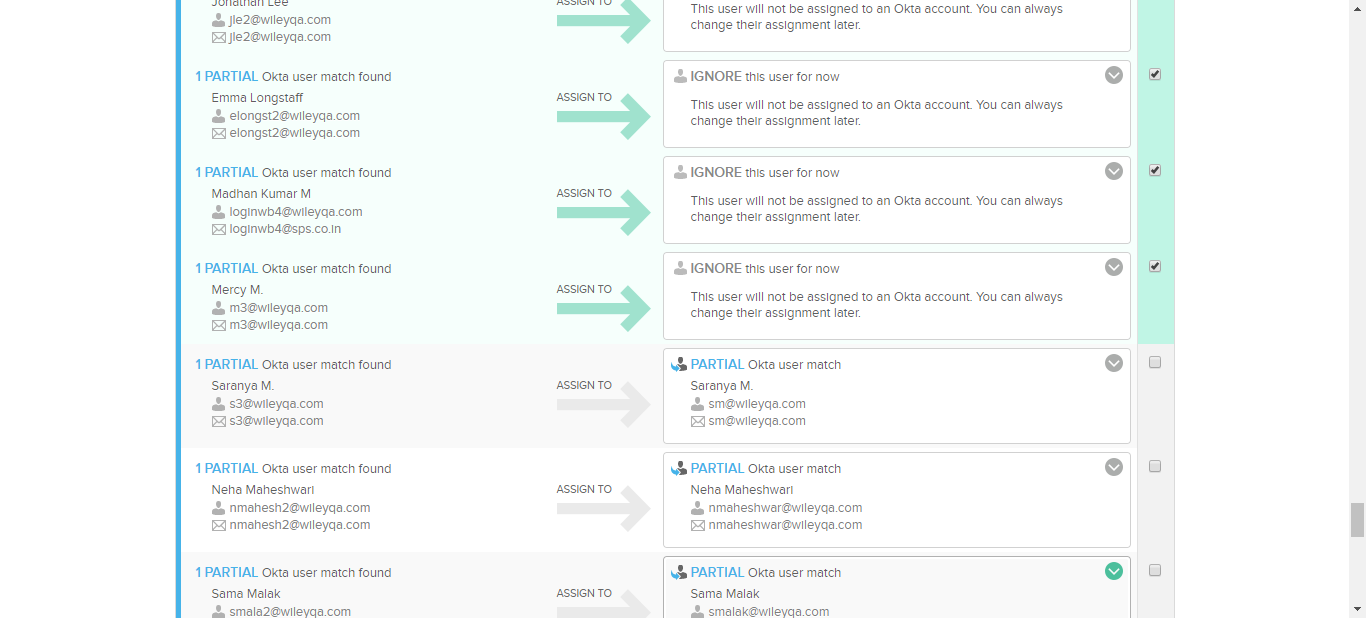 Jonathan Lee
ASSIGN TO
This user will not be assigned to an Okta account. You can always
jle2@wileyqa.com
change their assignment later.
jle2@wileyqa.com
1 PARTIAL Okta user match found
IGNORE this user for now
Emma Longstaff
ASSIGN TO
This user will not be assigned to an Okta account. You can always
elongst2@wileyqa.com
change their assignment later.
elongst2@wileyqa.com
1 PARTIAL Okta user match found
IGNORE this user for now
Madhan Kumar M
ASSIGN TO
This user will not be assigned to an Okta account. You can always
loginwb4@wileyqa.com
change their assignment later.
loginwb4@sps.co.in
1 PARTIAL Okta user match found
IGNORE this user for now
Mercy M.
ASSIGN TO
This user will not be assigned to an Okta account. You can always
m3@wileyqa.com
change their assignment later.
m3@wileyqa.com
1 PARTIAL Okta user match found
PARTIAL Okta user match
Saranya M.
ASSIGN TO
Saranya M.
s3@wileyqa.com
sm@wileyqa.com
s3@wileyqa.com
sm@wileyqa.com
1 PARTIAL Okta user match found
PARTIAL Okta user match
Neha Maheshwari
ASSIGN TO
Neha Maheshwari
nmahesh2@wileyqa.com
nmaheshwar@wileyqa.com
nmahesh2@wileyqa.com
nmaheshwar@wileyqa.com
1 PARTIAL Okta user match found
PARTIAL Okta user match
Sama Malak
ASSIGN TO
Sama Malak
smala2@wileyqa.com
smalak@wileyqa.com